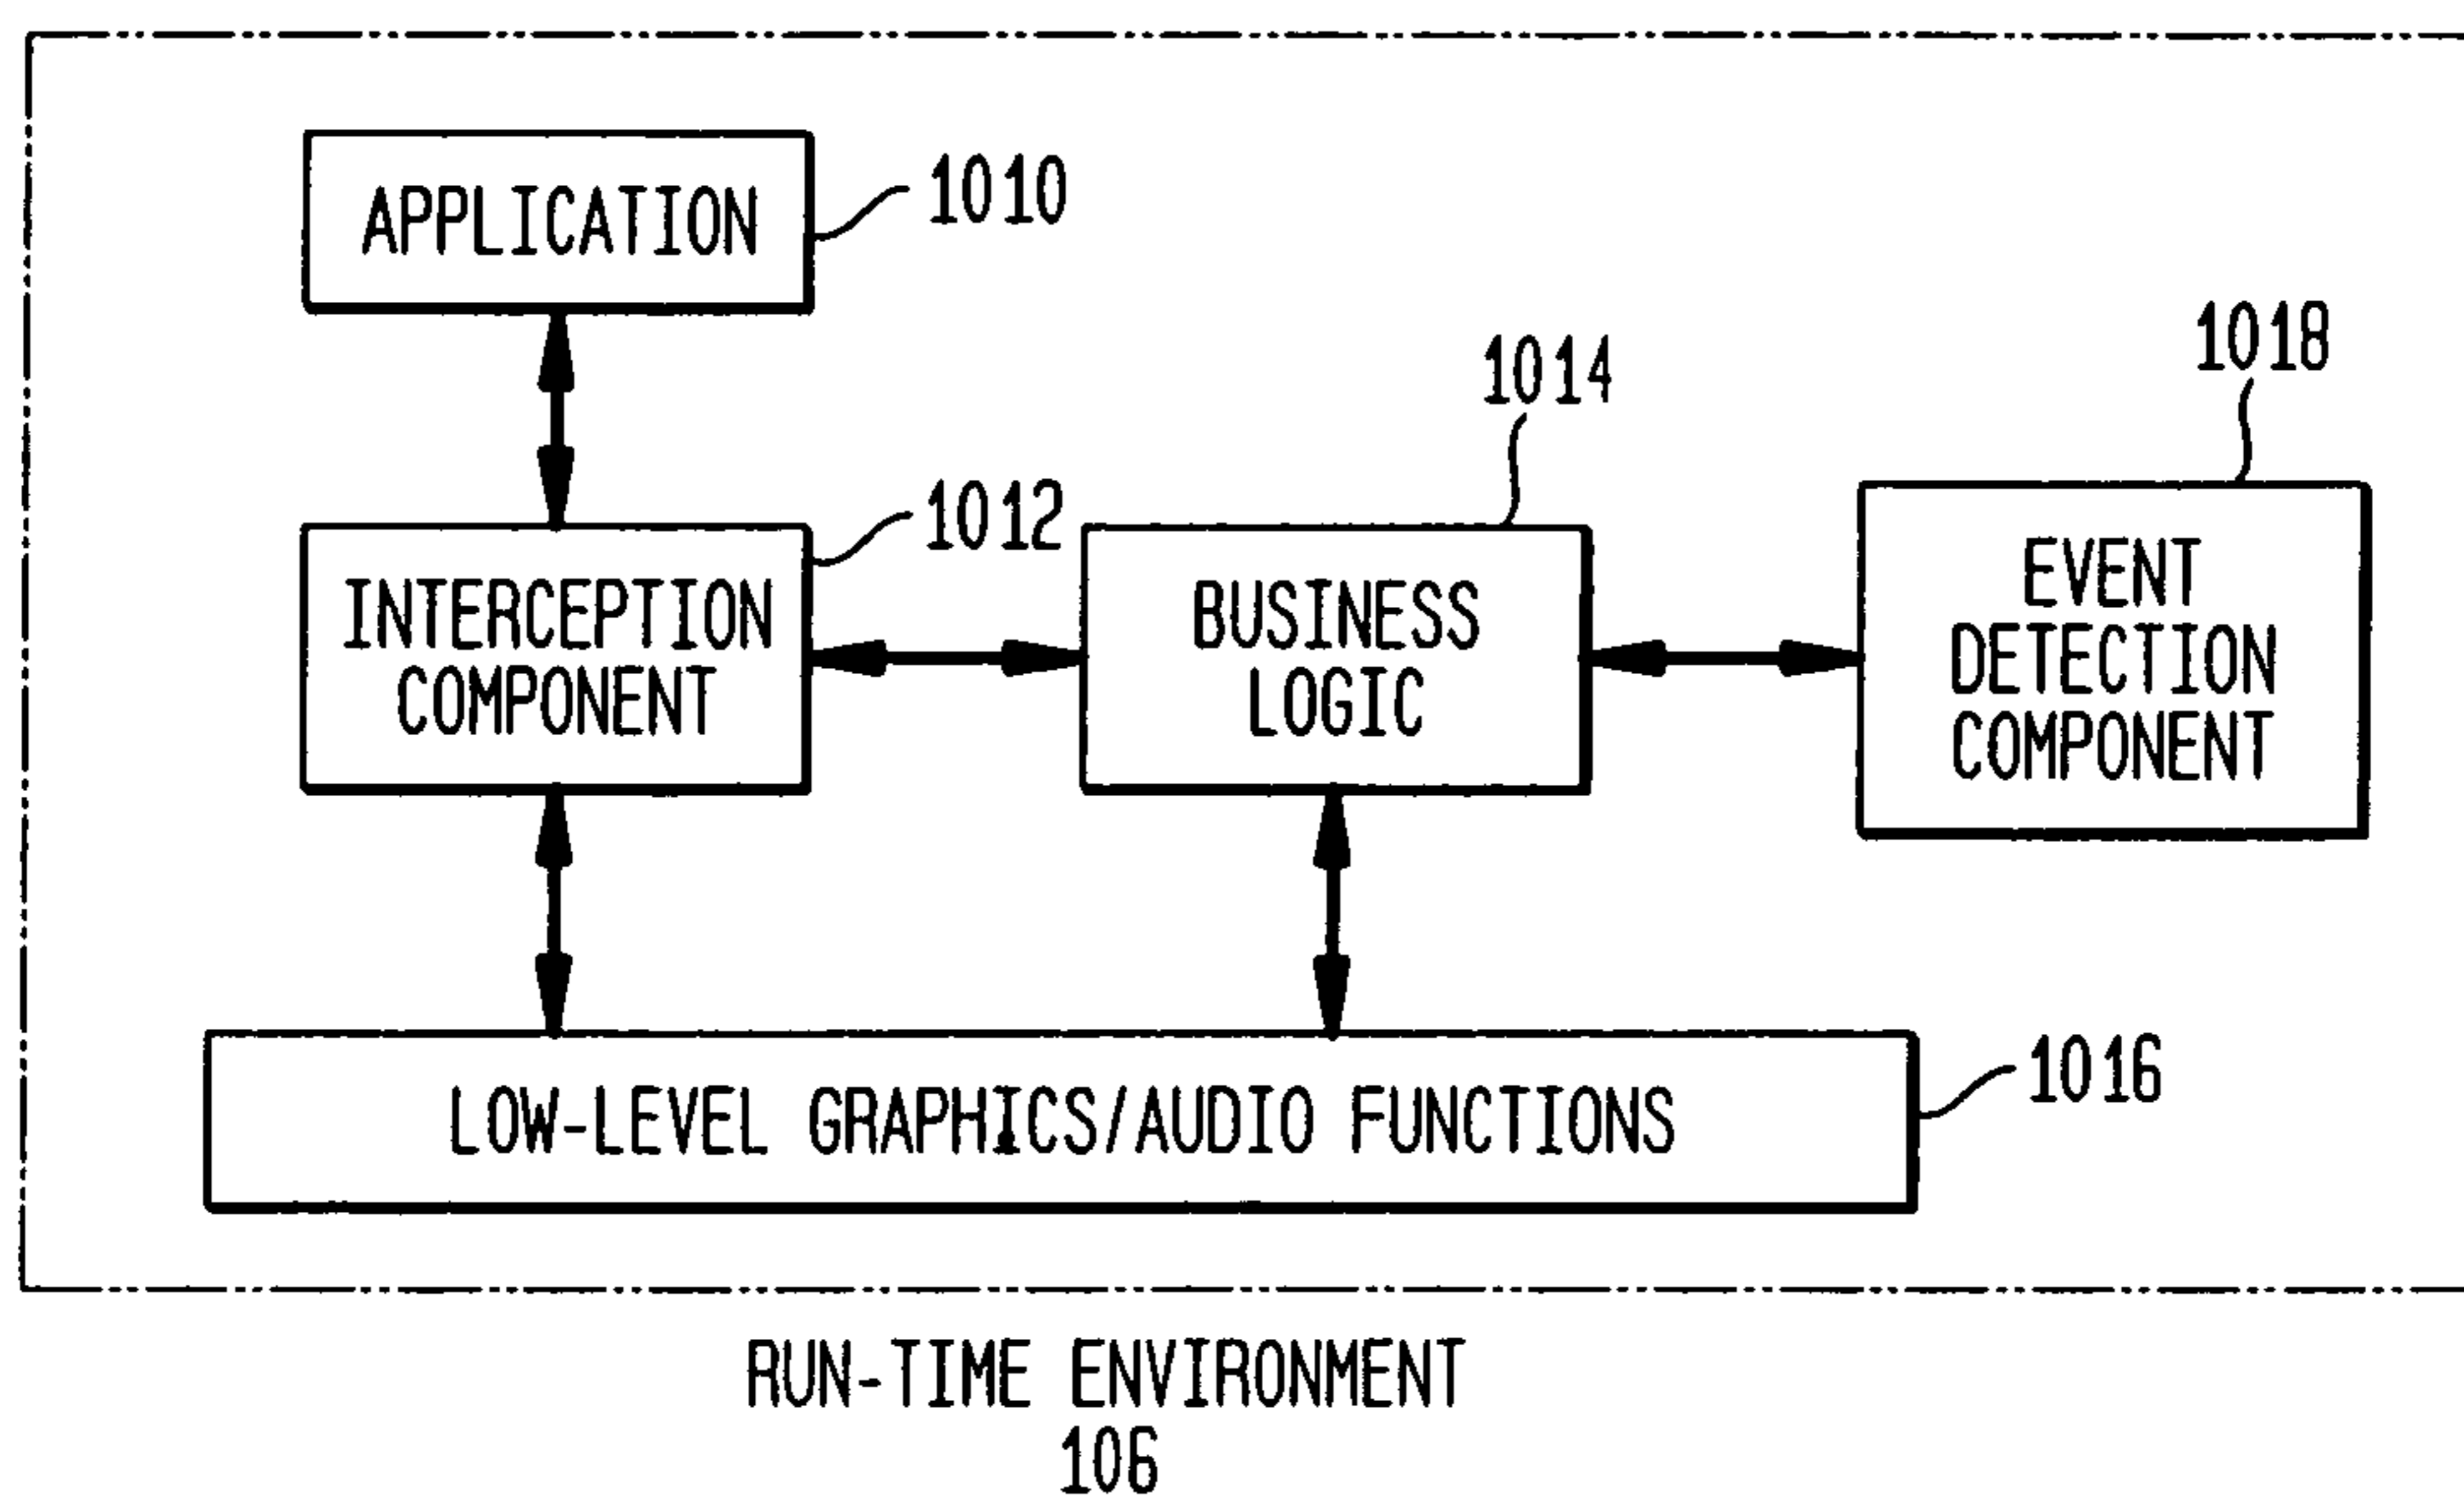 APPLICATION
1010
1018
1014
1012
INTERCEPTION
COMPONENT
BUSINESS
LOGIC
EVENT
DETECTION
COMPONENT
LOW-LEVEL GRAPHICS/AUDIO FUNCTIONS
1016
RUN-TIME ENVIRONMENT
106